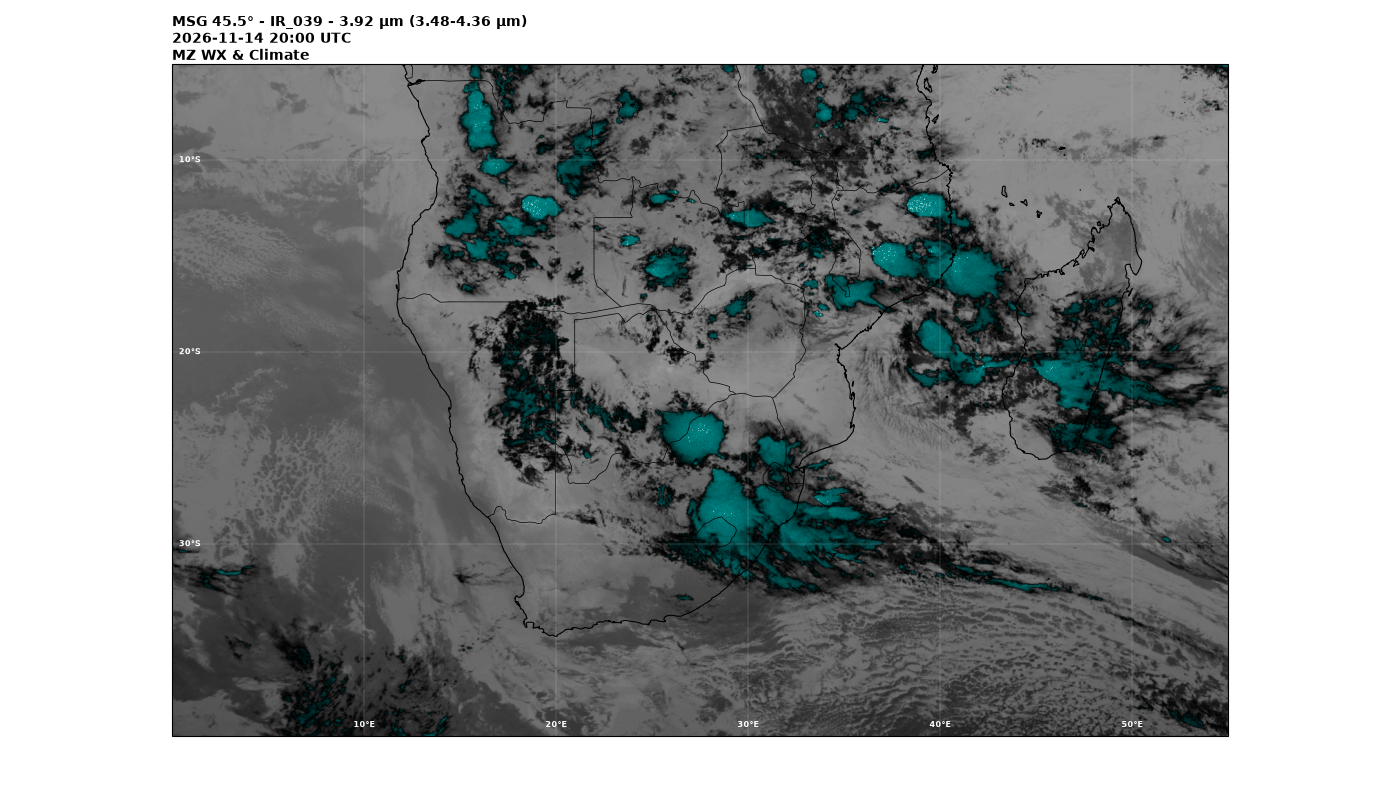 MSG 45.5° - IR_039 - 3.92 µm (3.48-4.36 µm)
2026-11-14 20:00 UTC
MZ WX & Climate
10°S
20°S
30°S
10°E
20°E
30°E
40°E
50°E